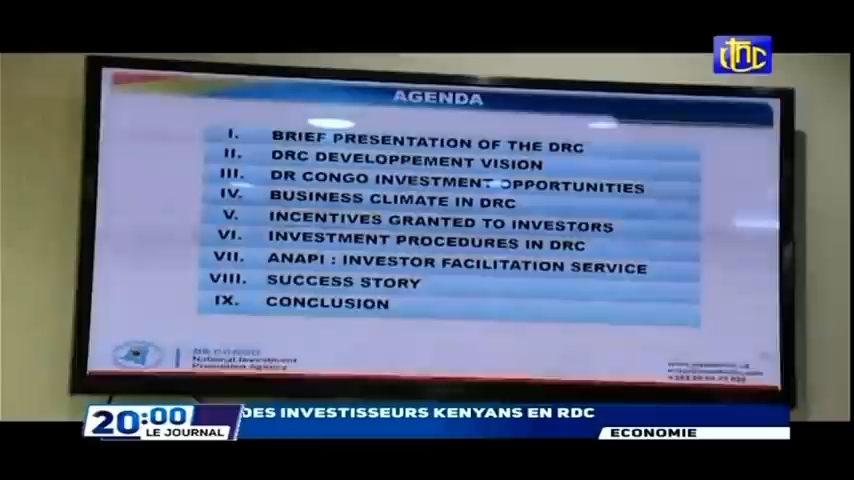 rtnc
AGENDA
I. BRIEF PRESENTATION OF THE DRC
II. DRC DEVELOPPEMENT VISION
III. DR CONGO INVESTMENT OPPORTUNITIES
IV. BUSINESS CLIMATE IN DRC
V. INCENTIVES GRANTED TO INVESTORS
VI. INVESTMENT PROCEDURES IN DRC
VII. ANAPI : INVESTOR FACILITATION SERVICE
VIII. SUCCESS STORY
IX. CONCLUSION
DR CONGO
National Investment
Promotion Agency
20:00
LE JOURNAL
DES INVESTISSEURS KENYANS EN RDC
ECONOMIE